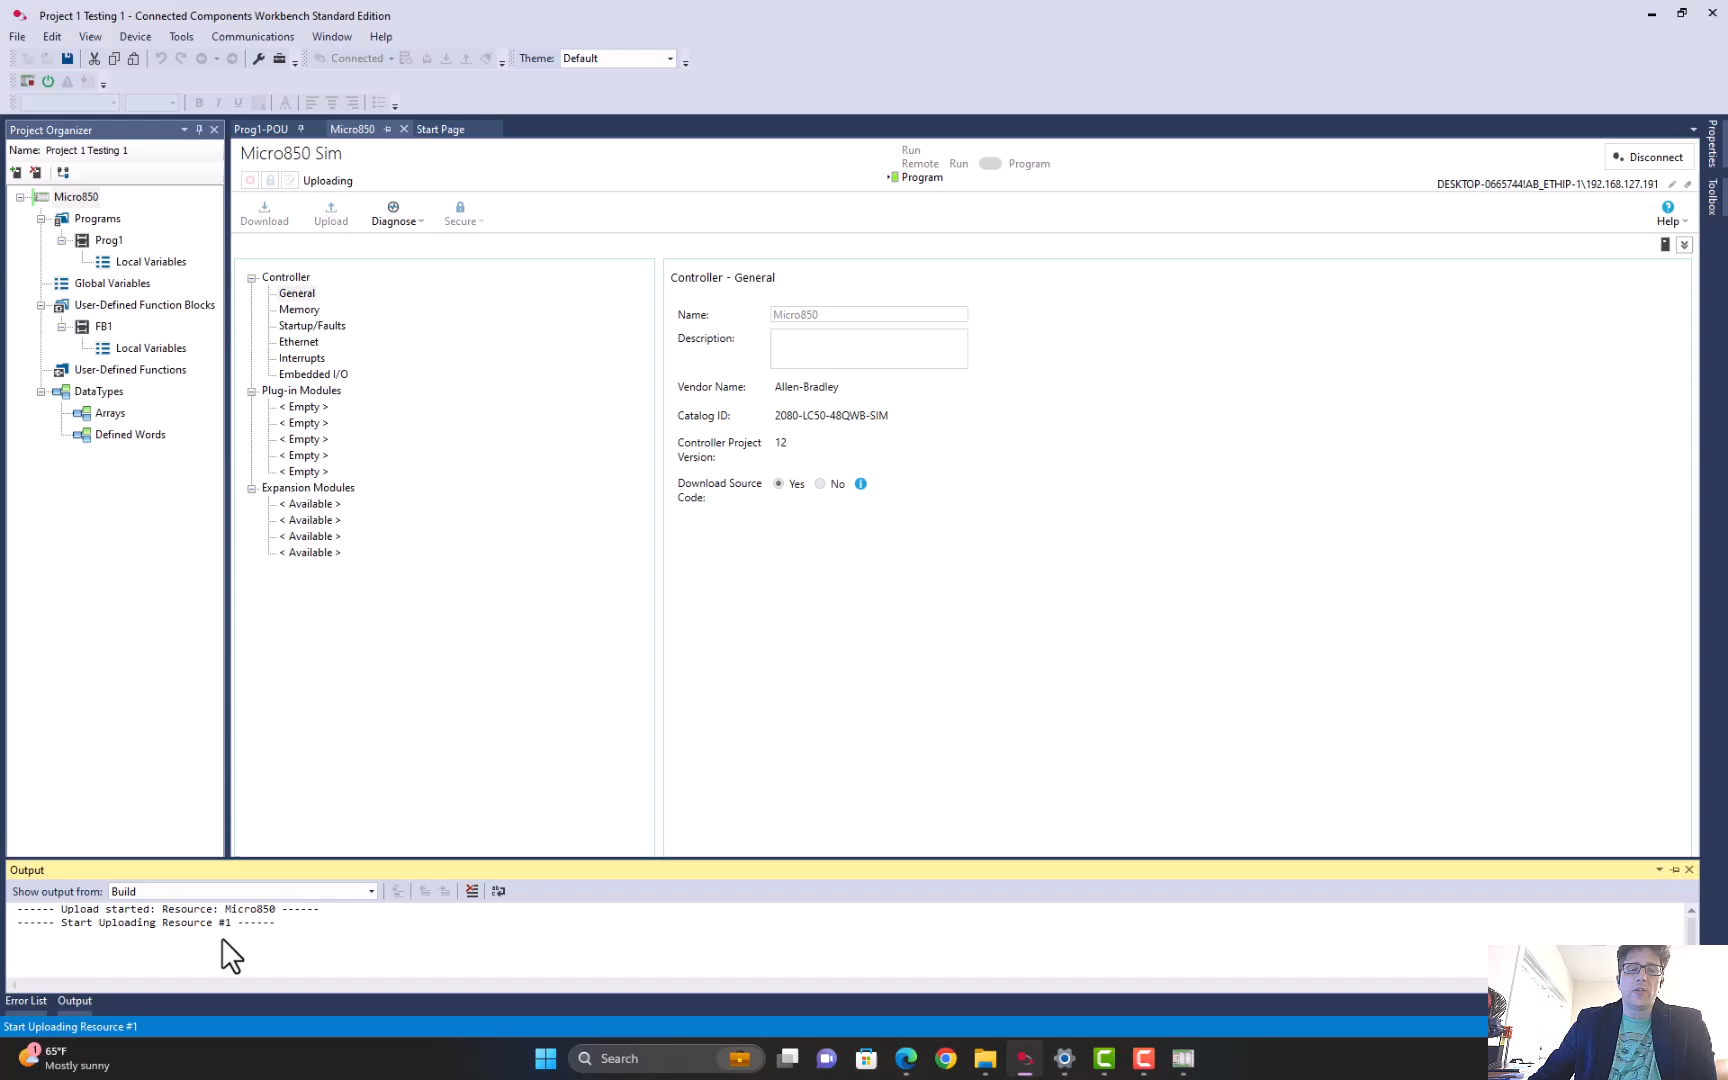 Project 1 Testing 1 - Connected Components Workbench Standard Edition
File Edit View Device Tools Communications Window Help
Connected Theme: Default
B I U A
Project Organizer
Name: Project 1 Testing 1
Micro850
Programs
Prog1
Local Variables
Global Variables
User-Defined Function Blocks
FB1
Local Variables
User-Defined Functions
DataTypes
Arrays
Defined Words
Prog1-POU Micro850 Start Page
Micro850 Sim
Uploading
Run
Remote Run Program
Program
Disconnect
DESKTOP-0665744!AB_ETHIP-1\192.168.127.191
Download Upload Diagnose Secure Help
Controller
General
Memory
Startup/Faults
Ethernet
Interrupts
Embedded I/O
Plug-in Modules
< Empty >
< Empty >
< Empty >
< Empty >
< Empty >
Expansion Modules
< Available >
< Available >
< Available >
< Available >
Controller - General
Name: Micro850
Description:
Vendor Name: Allen-Bradley
Catalog ID: 2080-LC50-48QWB-SIM
Controller Project 12
Version:
Download Source Yes No
Code:
Properties
Toolbox
Output
Show output from: Build
------ Upload started: Resource: Micro850 ------
------ Start Uploading Resource #1 ------
Error List Output
Start Uploading Resource #1
1
65°F
Mostly sunny
Search